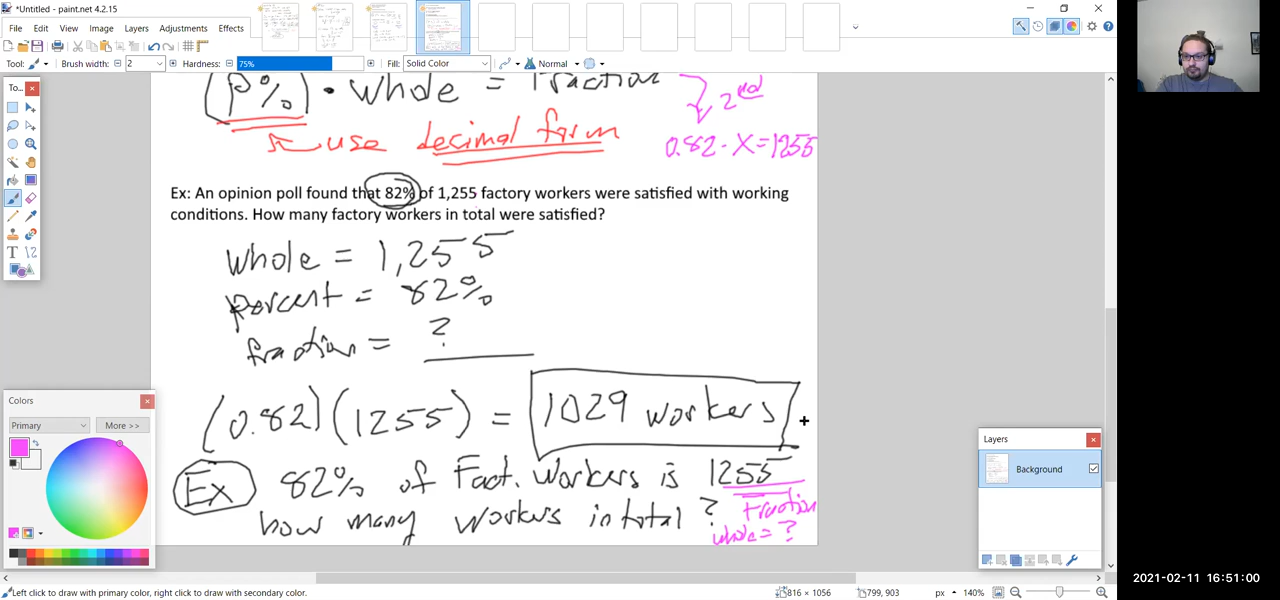 *Untitled - paint.net 4.2.15
File Edit View Image Layers Adjustments Effects
Tool: Brush width: 2 Hardness: 75% Fill: Solid Color Normal
To...
(P%) · whole = fraction
2nd
use decimal form
0.82 · X = 1255
Ex: An opinion poll found that 82% of 1,255 factory workers were satisfied with working
conditions. How many factory workers in total were satisfied?
whole = 1,255
percent = 82%
fraction = ?
(0.82)(1255) = 1029 workers
Ex 82% of Fact. Workers is 1255
how many workers in total ?
fraction
whole = ?
Colors
Primary More >>
Layers
Background
Left click to draw with primary color, right click to draw with secondary color.
816 x 1056 799, 903 px 140%
2021-02-11 16:51:00